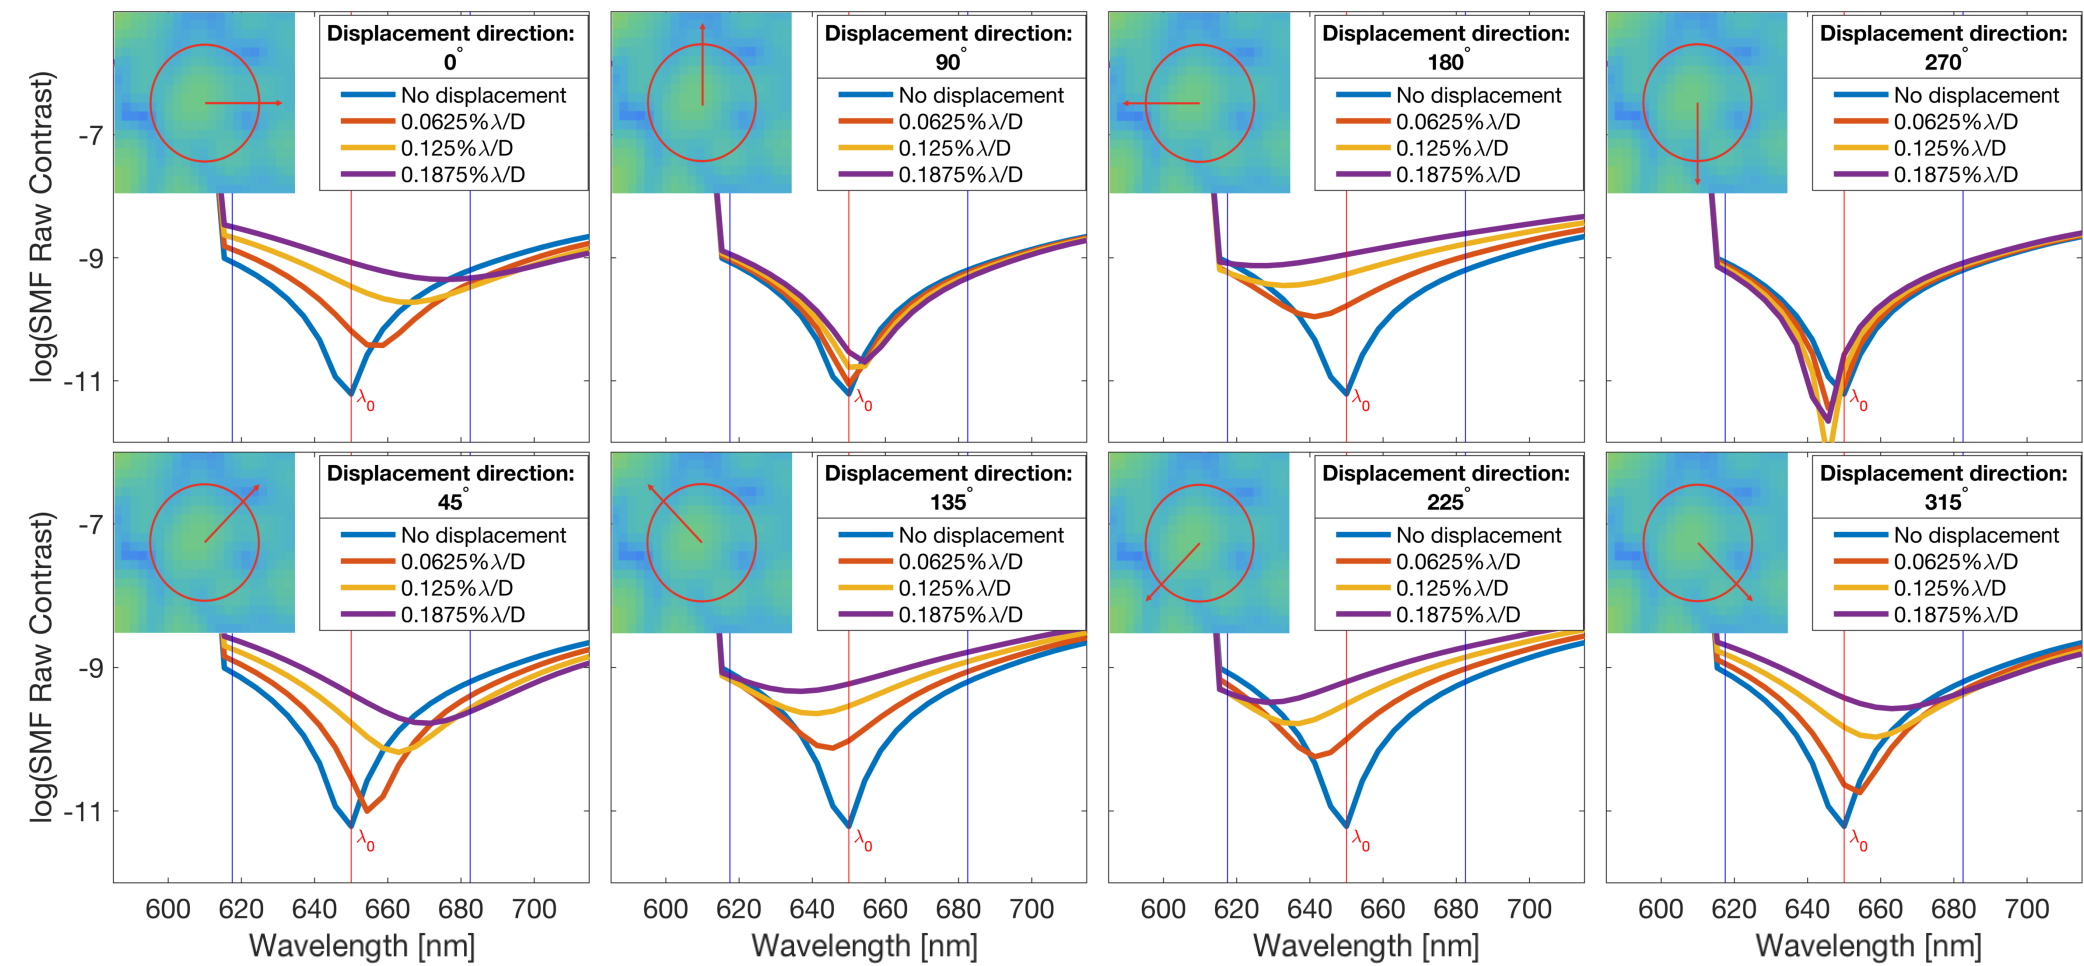 Displacement direction:
0°
No displacement
0.0625%λ/D
0.125%λ/D
0.1875%λ/D
Displacement direction:
90°
No displacement
0.0625%λ/D
0.125%λ/D
0.1875%λ/D
Displacement direction:
180°
No displacement
0.0625%λ/D
0.125%λ/D
0.1875%λ/D
Displacement direction:
270°
No displacement
0.0625%λ/D
0.125%λ/D
0.1875%λ/D
log(SMF Raw Contrast)
-7
-9
-11
λ0
λ0
λ0
λ0
Displacement direction:
45°
No displacement
0.0625%λ/D
0.125%λ/D
0.1875%λ/D
Displacement direction:
135°
No displacement
0.0625%λ/D
0.125%λ/D
0.1875%λ/D
Displacement direction:
225°
No displacement
0.0625%λ/D
0.125%λ/D
0.1875%λ/D
Displacement direction:
315°
No displacement
0.0625%λ/D
0.125%λ/D
0.1875%λ/D
log(SMF Raw Contrast)
-7
-9
-11
λ0
λ0
λ0
λ0
600 620 640 660 680 700
600 620 640 660 680 700
600 620 640 660 680 700
600 620 640 660 680 700
Wavelength [nm]
Wavelength [nm]
Wavelength [nm]
Wavelength [nm]